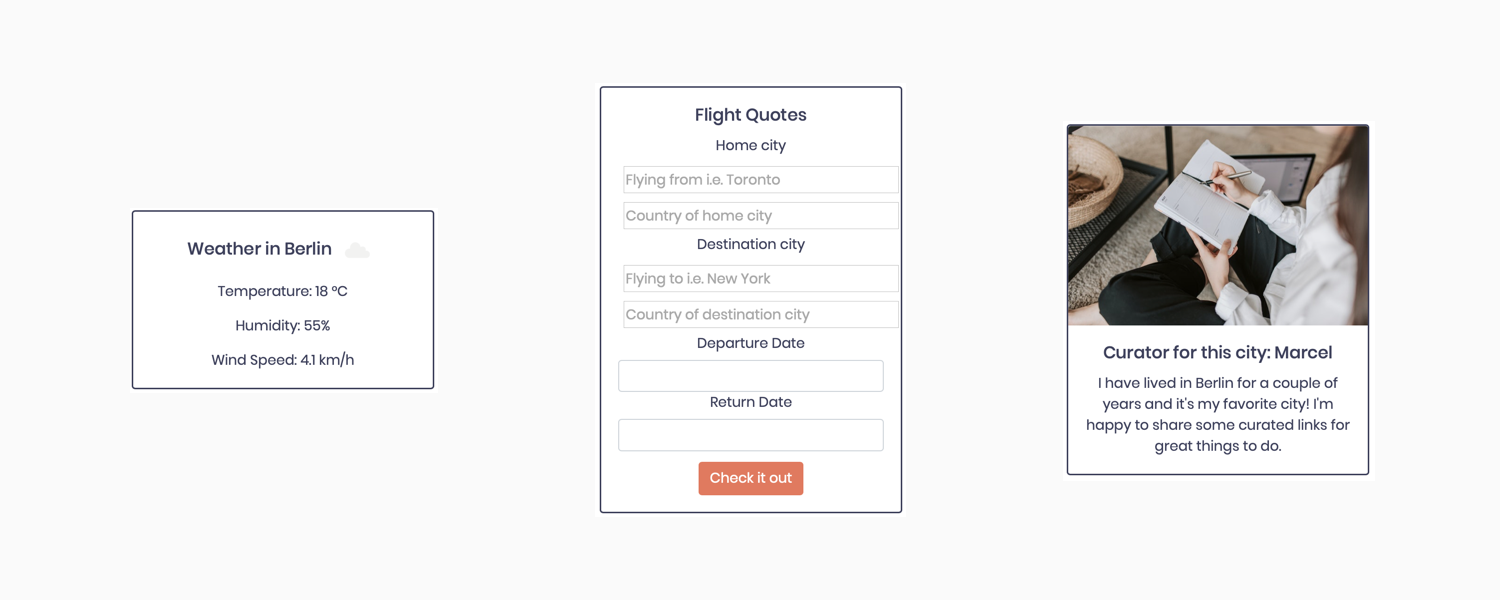 Weather in Berlin
Temperature: 18 °C
Humidity: 55%
Wind Speed: 4.1 km/h
Flight Quotes
Home city
Flying from i.e. Toronto
Country of home city
Destination city
Flying to i.e. New York
Country of destination city
Departure Date
Return Date
Check it out
Curator for this city: Marcel
I have lived in Berlin for a couple of
years and it's my favorite city! I'm
happy to share some curated links for
great things to do.